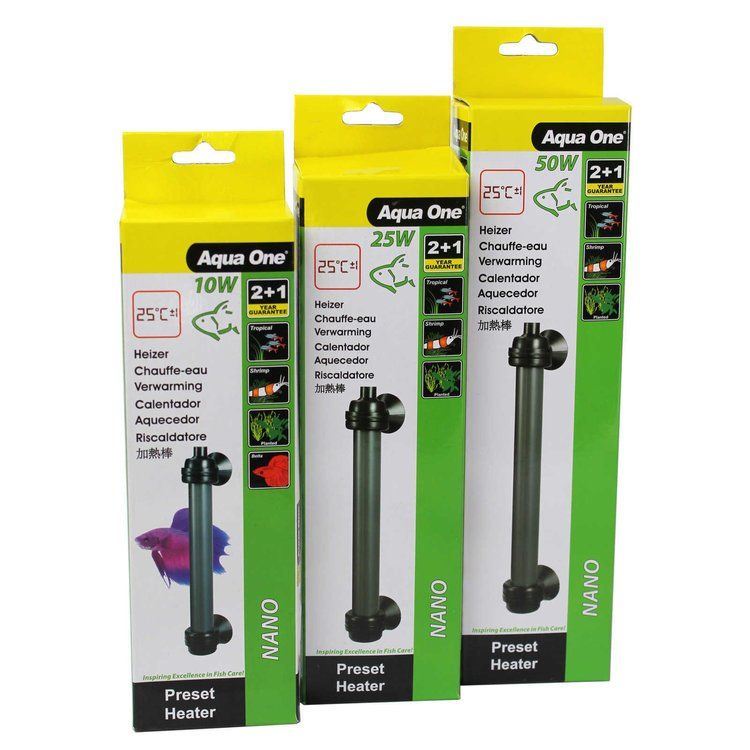 Aqua One®
10W
25°C±1
2+1
YEAR
GUARANTEE
Tropical
Shrimp
Planted
Betta
Heizer
Chauffe-eau
Verwarming
Calentador
Aquecedor
Riscaldatore
加熱棒
NANO
Inspiring Excellence in Fish Care!
Preset
Heater
Aqua One®
25W
25°C±1
2+1
YEAR
GUARANTEE
Tropical
Shrimp
Planted
Heizer
Chauffe-eau
Verwarming
Calentador
Aquecedor
Riscaldatore
加熱棒
NANO
Inspiring Excellence in Fish Care!
Preset
Heater
Aqua One®
50W
25°C±1
2+1
YEAR
GUARANTEE
Tropical
Shrimp
Planted
Heizer
Chauffe-eau
Verwarming
Calentador
Aquecedor
Riscaldatore
加熱棒
NANO
Inspiring Excellence in Fish Care!
Preset
Heater